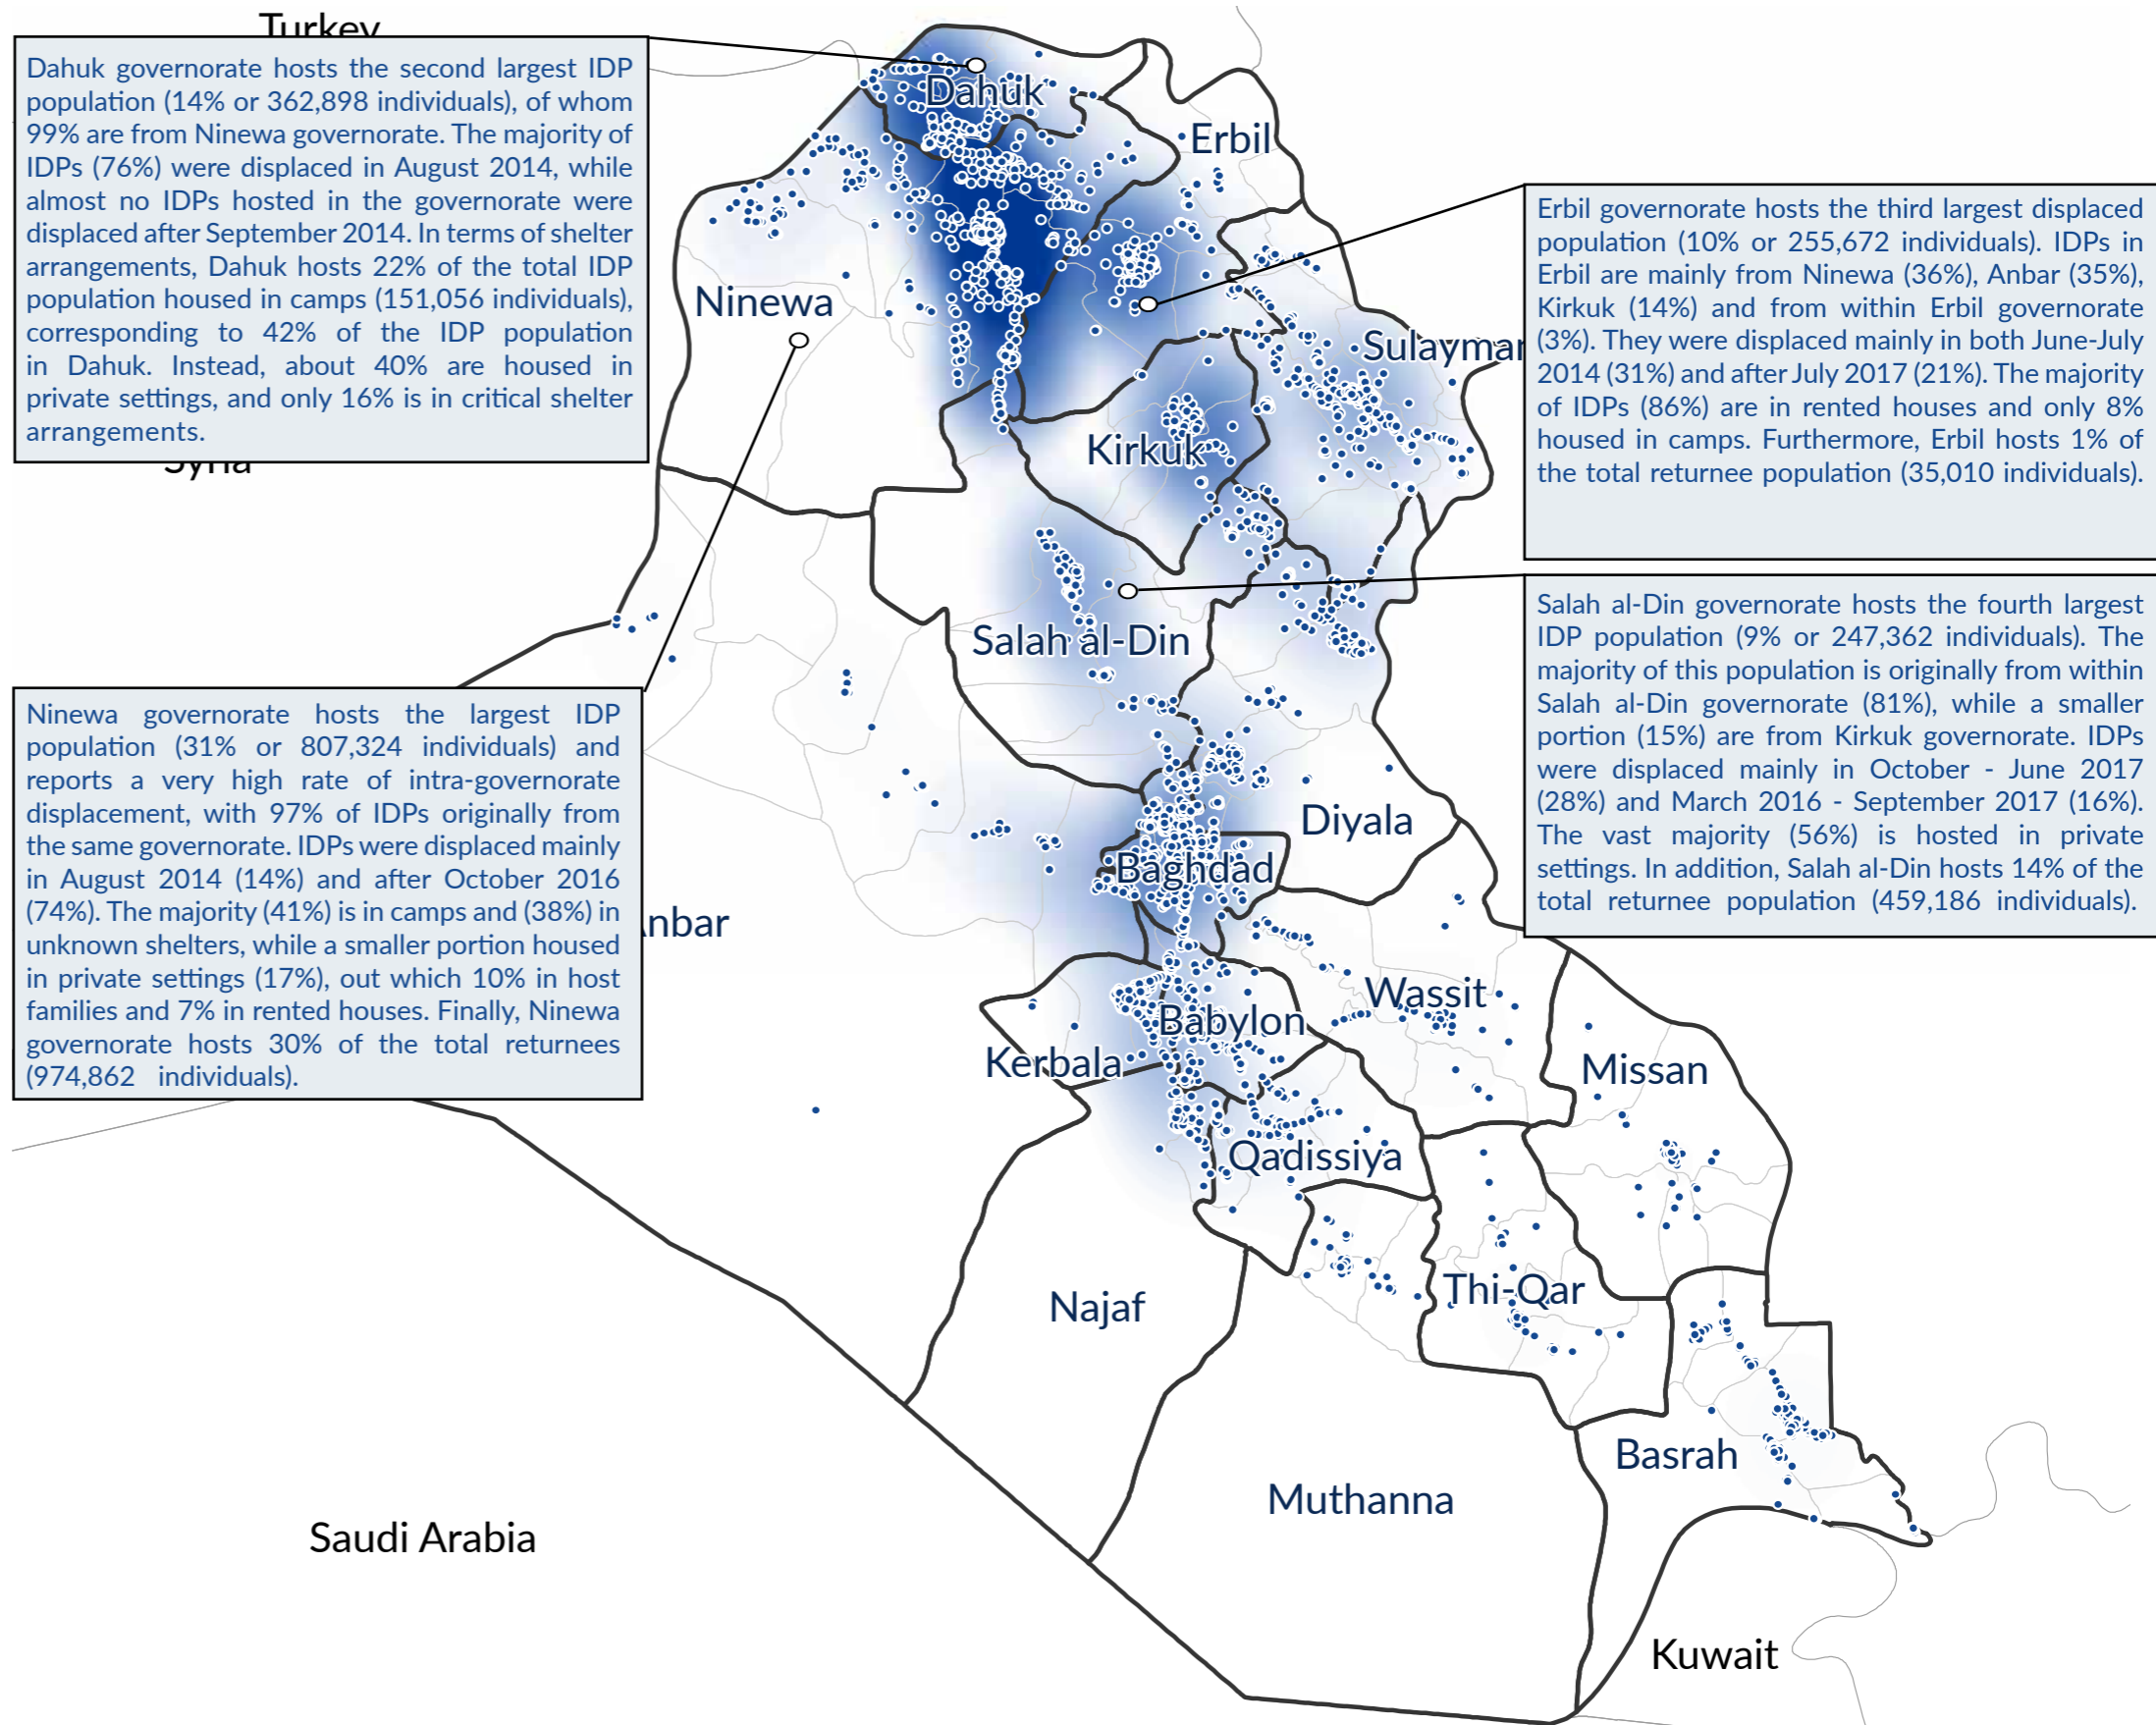 Turkey
Dahuk governorate hosts the second largest IDP
population (14% or 362,898 individuals), of whom
99% are from Ninewa governorate. The majority of
IDPs (76%) were displaced in August 2014, while
almost no IDPs hosted in the governorate were
displaced after September 2014. In terms of shelter
arrangements, Dahuk hosts 22% of the total IDP
population housed in camps (151,056 individuals),
corresponding to 42% of the IDP population
in Dahuk. Instead, about 40% are housed in
private settings, and only 16% is in critical shelter
arrangements.
Syria
Dahuk
Erbil
Ninewa
Sulaymar
Kirkuk
Erbil governorate hosts the third largest displaced
population (10% or 255,672 individuals). IDPs in
Erbil are mainly from Ninewa (36%), Anbar (35%),
Kirkuk (14%) and from within Erbil governorate
(3%). They were displaced mainly in both June-July
2014 (31%) and after July 2017 (21%). The majority
of IDPs (86%) are in rented houses and only 8%
housed in camps. Furthermore, Erbil hosts 1% of
the total returnee population (35,010 individuals).
Salah al-Din
Salah al-Din governorate hosts the fourth largest
IDP population (9% or 247,362 individuals). The
majority of this population is originally from within
Salah al-Din governorate (81%), while a smaller
portion (15%) are from Kirkuk governorate. IDPs
were displaced mainly in October - June 2017
(28%) and March 2016 - September 2017 (16%).
The vast majority (56%) is hosted in private
settings. In addition, Salah al-Din hosts 14% of the
total returnee population (459,186 individuals).
Ninewa governorate hosts the largest IDP
population (31% or 807,324 individuals) and
reports a very high rate of intra-governorate
displacement, with 97% of IDPs originally from
the same governorate. IDPs were displaced mainly
in August 2014 (14%) and after October 2016
(74%). The majority (41%) is in camps and (38%) in
unknown shelters, while a smaller portion housed
in private settings (17%), out which 10% in host
families and 7% in rented houses. Finally, Ninewa
governorate hosts 30% of the total returnees
(974,862 individuals).
Diyala
Baghdad
nbar
Wassit
Babylon
Kerbala
Missan
Qadissiya
Thi-Qar
Najaf
Basrah
Muthanna
Saudi Arabia
Kuwait